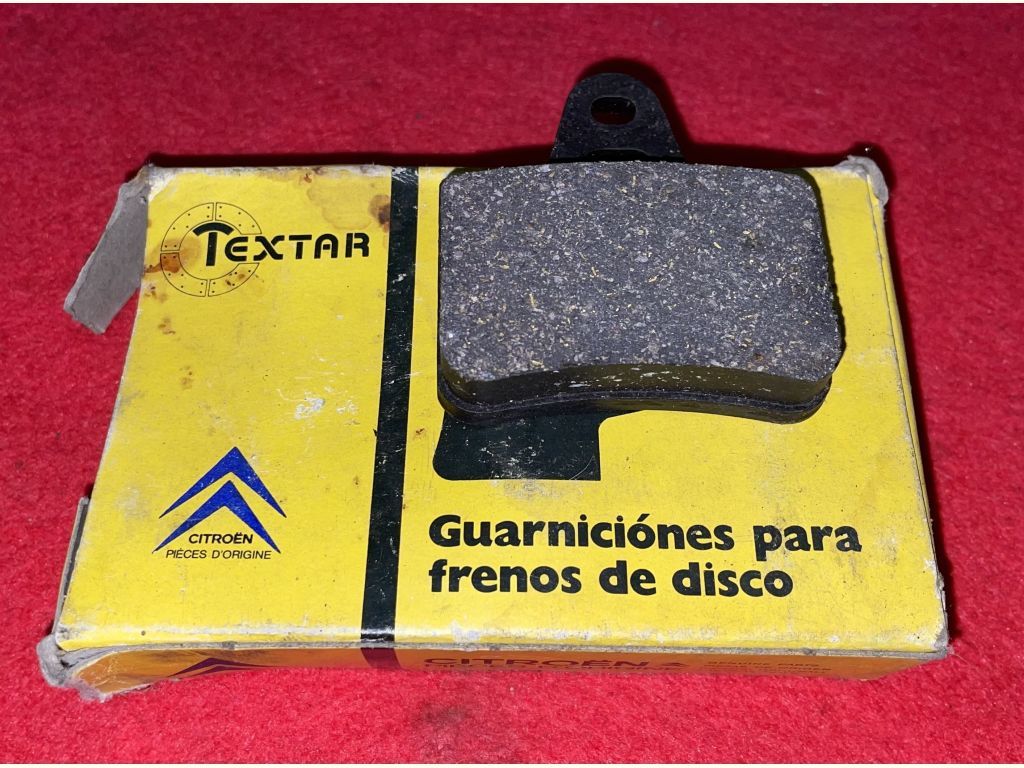 TEXTAR
CITROËN
PIÈCES D'ORIGINE
Guarniciónes para
frenos de disco
CITROËN